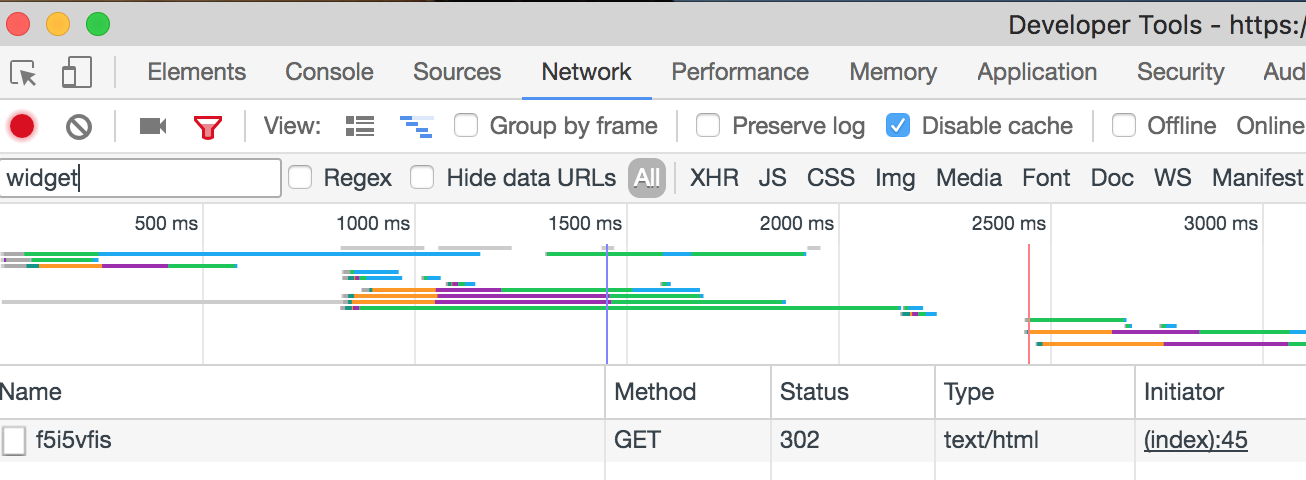 Developer Tools - https:/
Elements Console Sources Network Performance Memory Application Security Aud
View: Group by frame Preserve log Disable cache Offline Online
widget Regex Hide data URLs All XHR JS CSS Img Media Font Doc WS Manifest
500 ms 1000 ms 1500 ms 2000 ms 2500 ms 3000 ms
Name Method Status Type Initiator
f5i5vfis GET 302 text/html (index):45